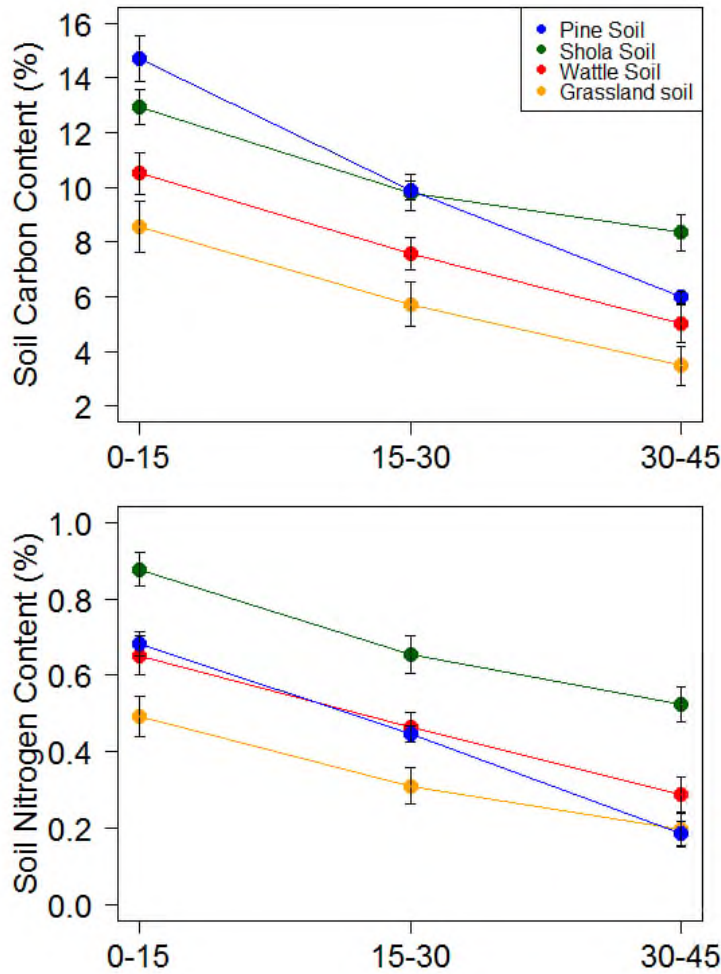 Soil Carbon Content (%)
16
14
12
10
8
6
4
2
Pine Soil
Shola Soil
Wattle Soil
Grassland soil
0-15 15-30 30-45
Soil Nitrogen Content (%)
1.0
0.8
0.6
0.4
0.2
0.0
0-15 15-30 30-45